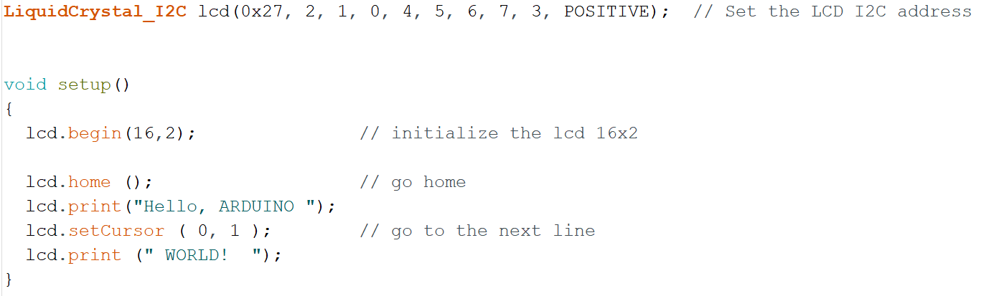 LiquidCrystal_I2C lcd(0x27, 2, 1, 0, 4, 5, 6, 7, 3, POSITIVE);  // Set the LCD I2C address
void setup()
{
  lcd.begin(16,2);               // initialize the lcd 16x2
  lcd.home ();                   // go home
  lcd.print("Hello, ARDUINO ");
  lcd.setCursor ( 0, 1 );        // go to the next line
  lcd.print (" WORLD!  ");
}